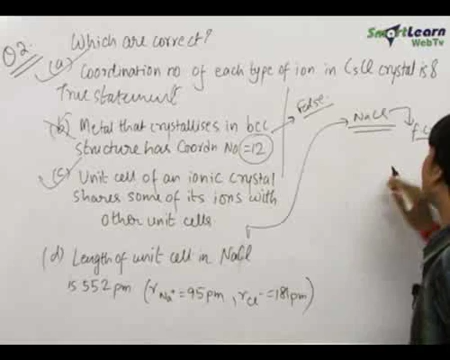 SmartLearn
WebTv
Q2. Which are correct?
(a) Coordination no of each type of ion in CsCl crystal is 8
True statement
(b) Metal that crystallises in bcc
structure has Coordn No =12
False
(c) Unit cell of an ionic crystal
shares some of its ions with
other unit cells
(d) Length of unit cell in NaCl
is 552pm (rNa+ = 95pm, rCl- = 181pm)
NaCl